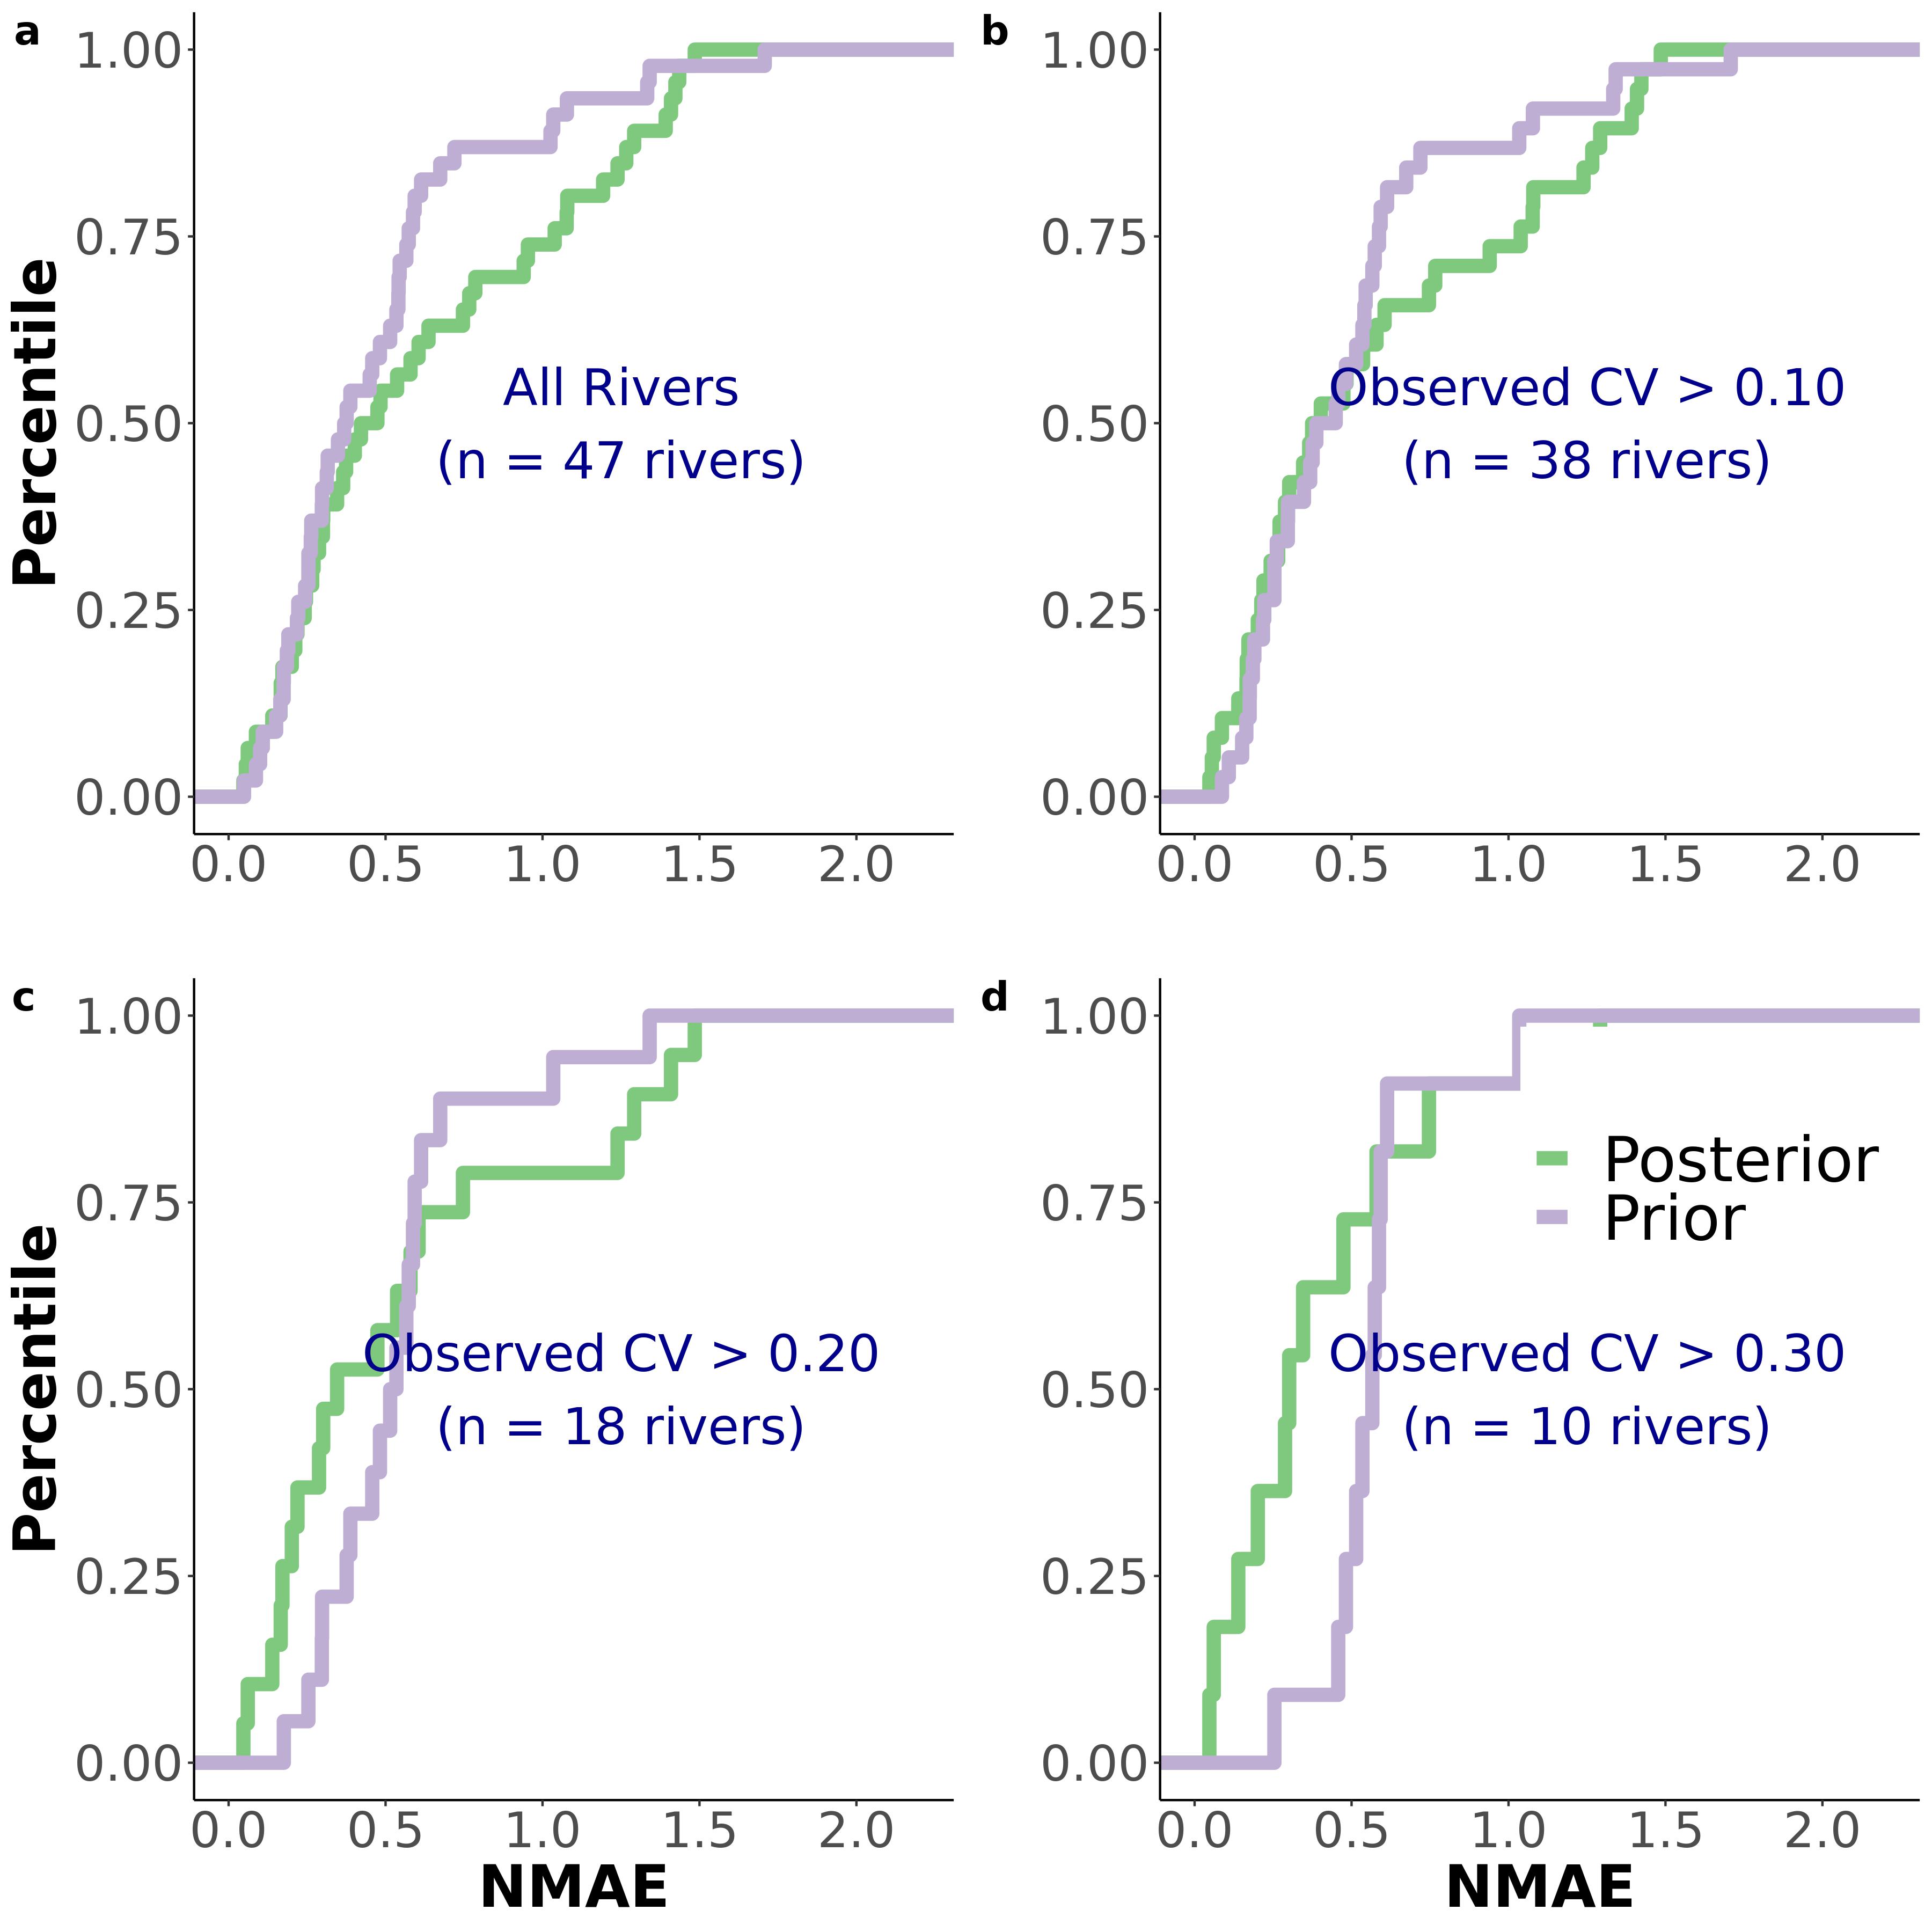 a
1.00
0.75
0.50
0.25
0.00
Percentile
All Rivers
(n = 47 rivers)
0.0 0.5 1.0 1.5 2.0
b
1.00
0.75
0.50
0.25
0.00
Observed CV > 0.10
(n = 38 rivers)
0.0 0.5 1.0 1.5 2.0
c
1.00
0.75
0.50
0.25
0.00
Percentile
Observed CV > 0.20
(n = 18 rivers)
0.0 0.5 1.0 1.5 2.0
NMAE
d
1.00
0.75
0.50
0.25
0.00
Posterior
Prior
Observed CV > 0.30
(n = 10 rivers)
0.0 0.5 1.0 1.5 2.0
NMAE